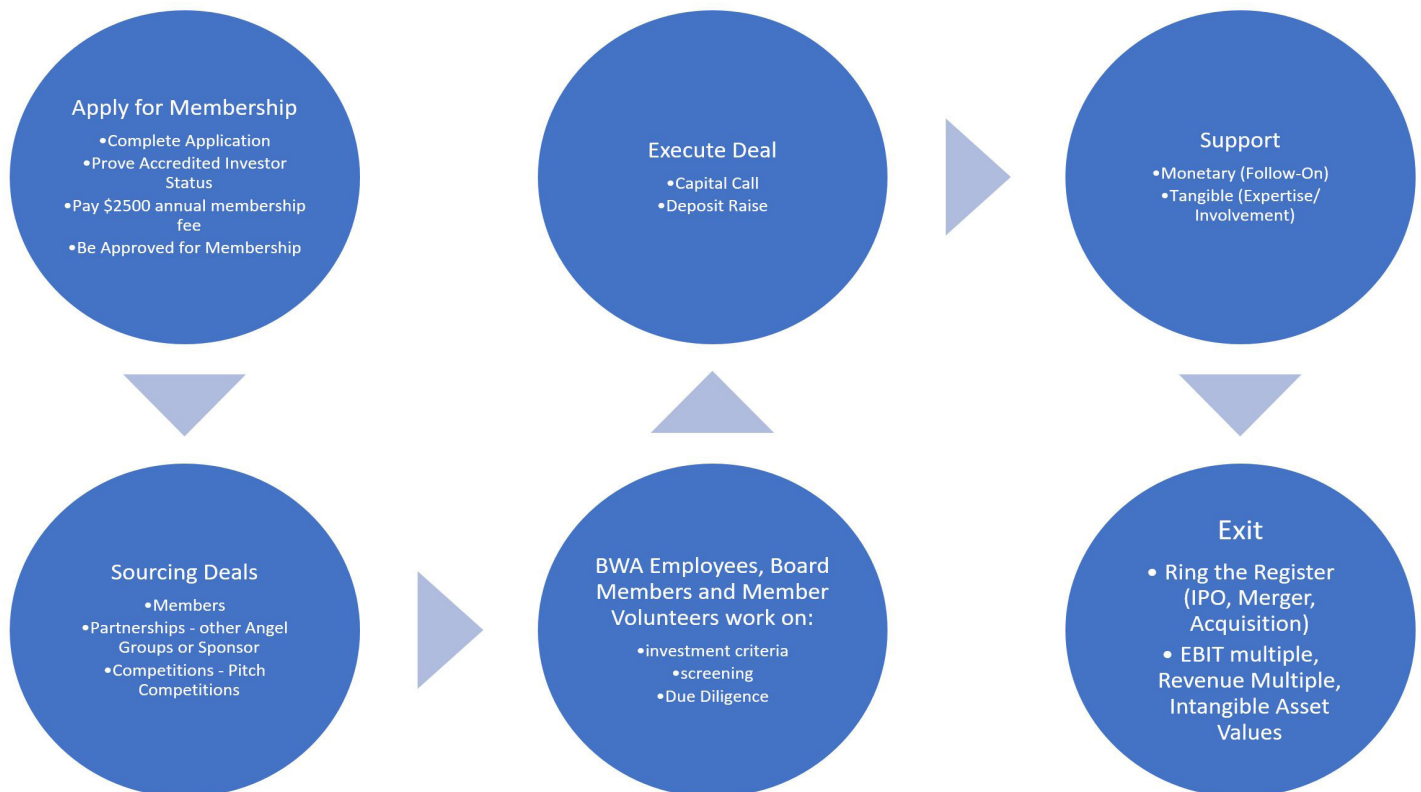 Apply for Membership
•Complete Application
•Prove Accredited Investor
Status
•Pay $2500 annual membership
fee
•Be Approved for Membership
Sourcing Deals
•Members
•Partnerships - other Angel
Groups or Sponsor
•Competitions - Pitch
Competitions
BWA Employees, Board
Members and Member
Volunteers work on:
•investment criteria
•screening
•Due Diligence
Execute Deal
•Capital Call
•Deposit Raise
Support
•Monetary (Follow-On)
•Tangible (Expertise/
Involvement)
Exit
• Ring the Register
(IPO, Merger,
Acquisition)
• EBIT multiple,
Revenue Multiple,
Intangible Asset
Values